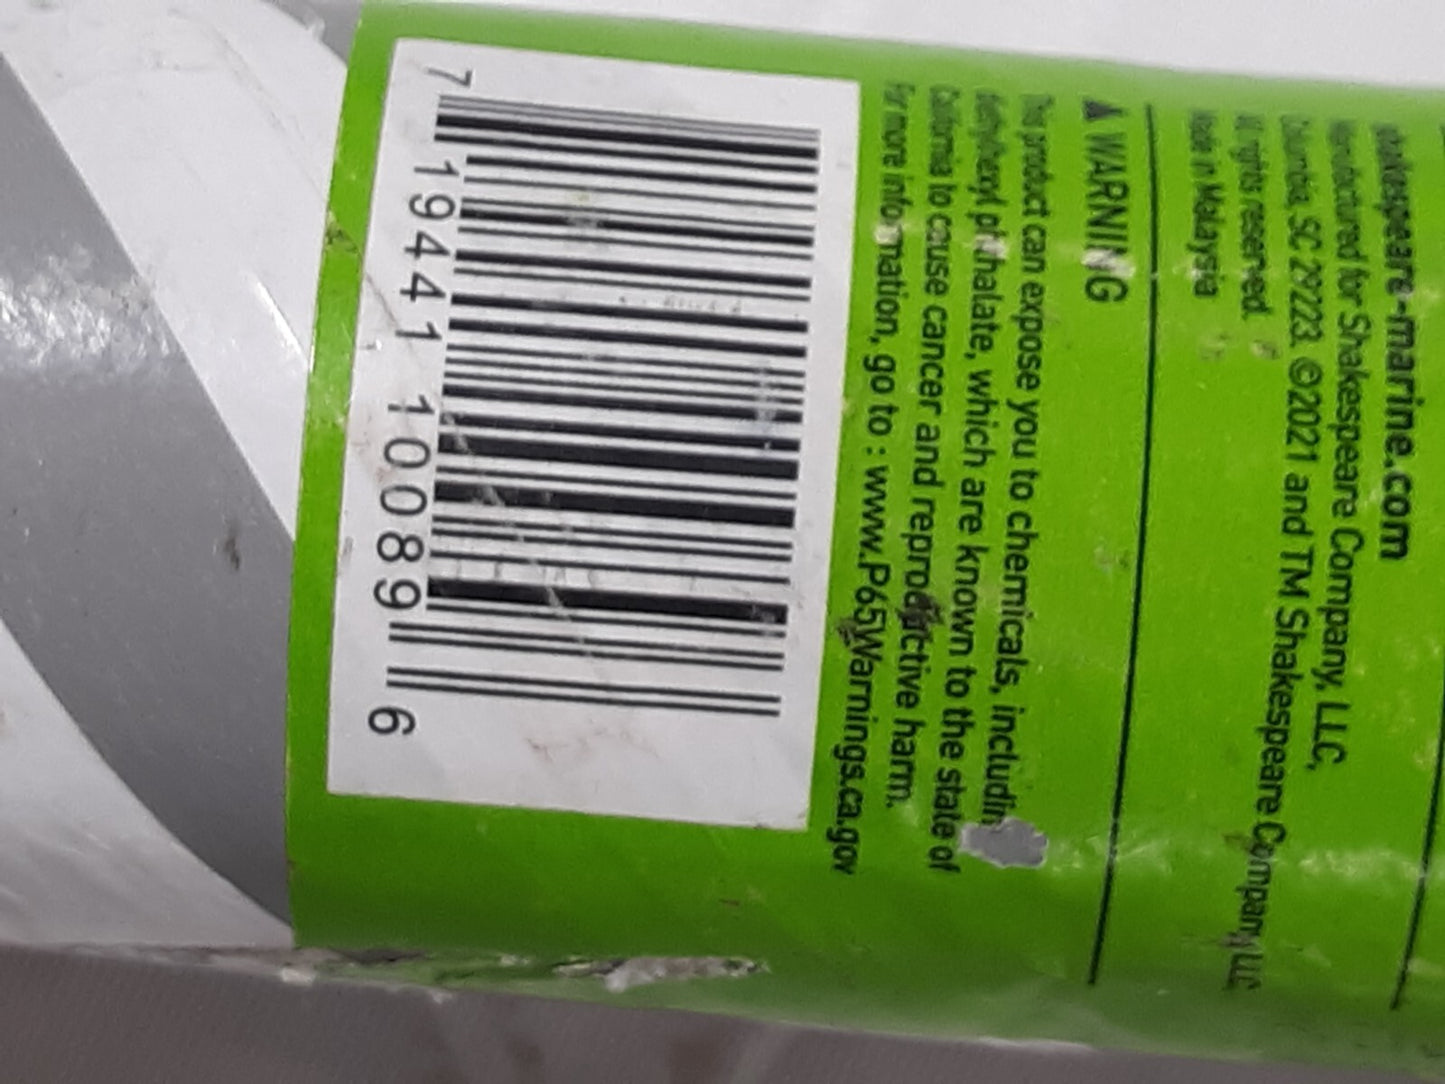 shakespeare-marine.com
Manufactured for Shakespeare Company, LLC,
Columbia, SC 29223. ©2021 and TM Shakespeare Company LLC
All rights reserved.
Made in Malaysia
WARNING
This product can expose you to chemicals, includin
diethylhexyl phthalate, which are known to the state of
California to cause cancer and reproductive harm.
For more information, go to : www.P65Warnings.ca.gov
7 19441 10089 6